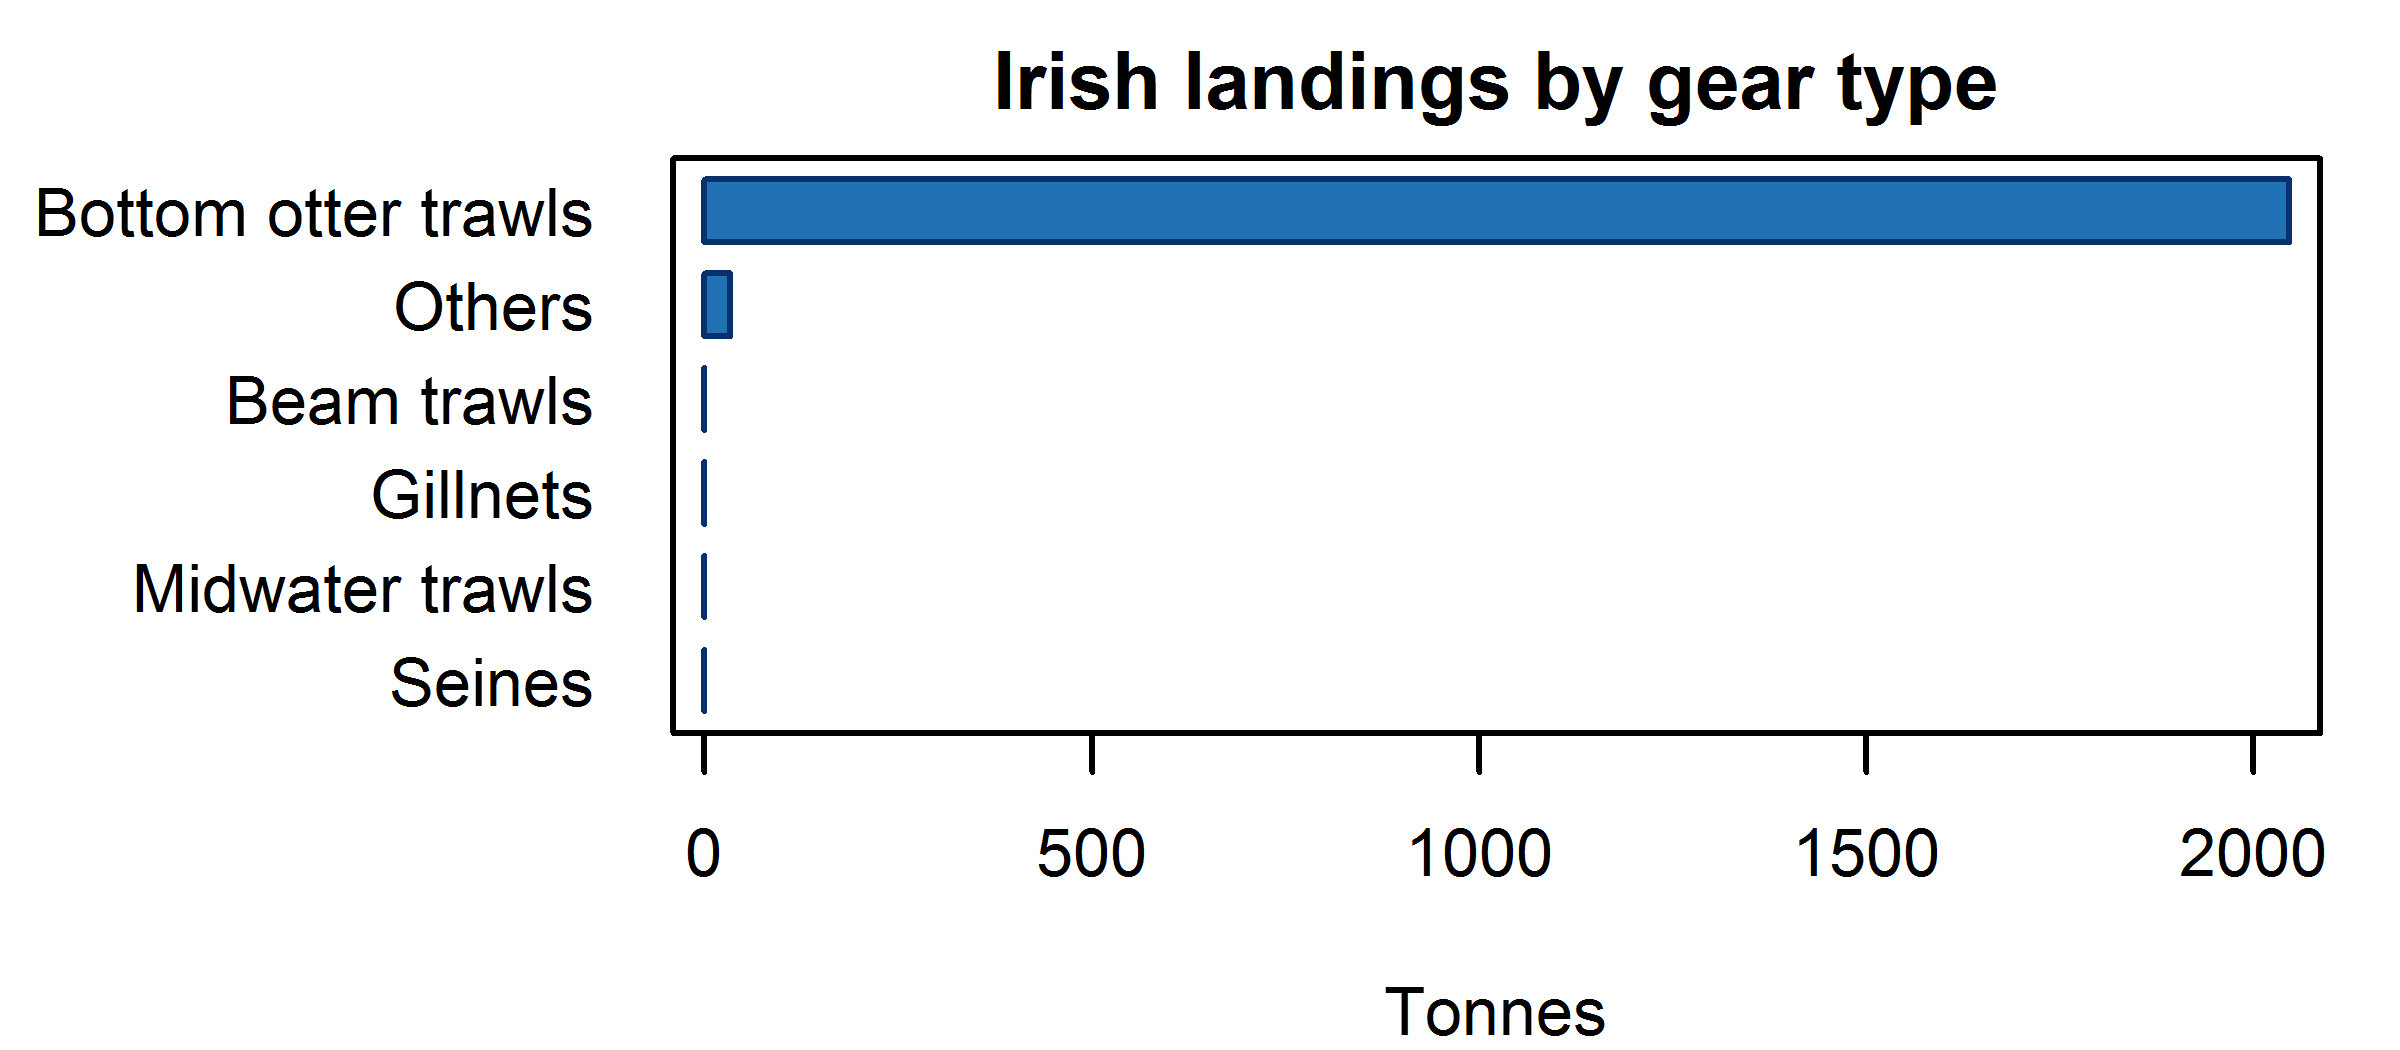 Irish landings by gear type
Bottom otter trawls
Others
Beam trawls
Gillnets
Midwater trawls
Seines
0 500 1000 1500 2000
Tonnes